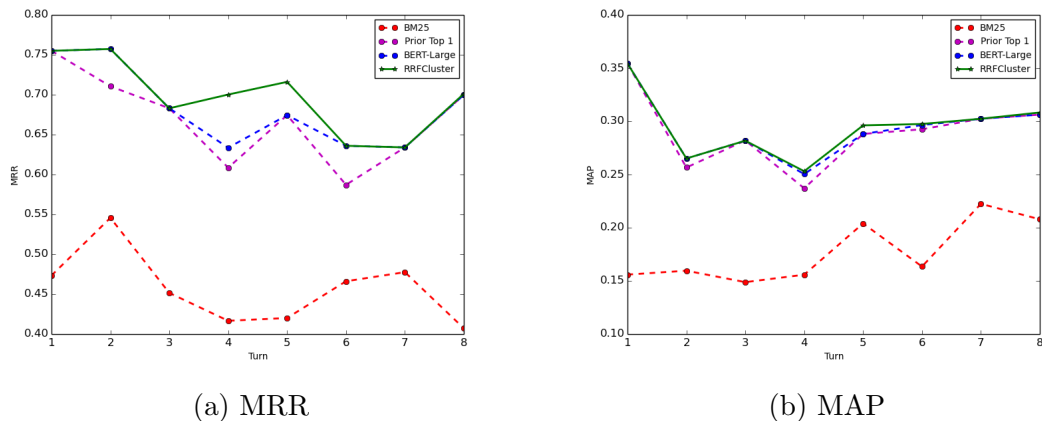 0.80
0.75
0.70
0.65
0.60
0.55
0.50
0.45
0.40
MRR
1 2 3 4 5 6 7 8
Turn
BM25
Prior Top 1
BERT-Large
RRFCluster
(a) MRR
0.40
0.35
0.30
0.25
0.20
0.15
0.10
MAP
1 2 3 4 5 6 7 8
Turn
BM25
Prior Top 1
BERT-Large
RRFCluster
(b) MAP